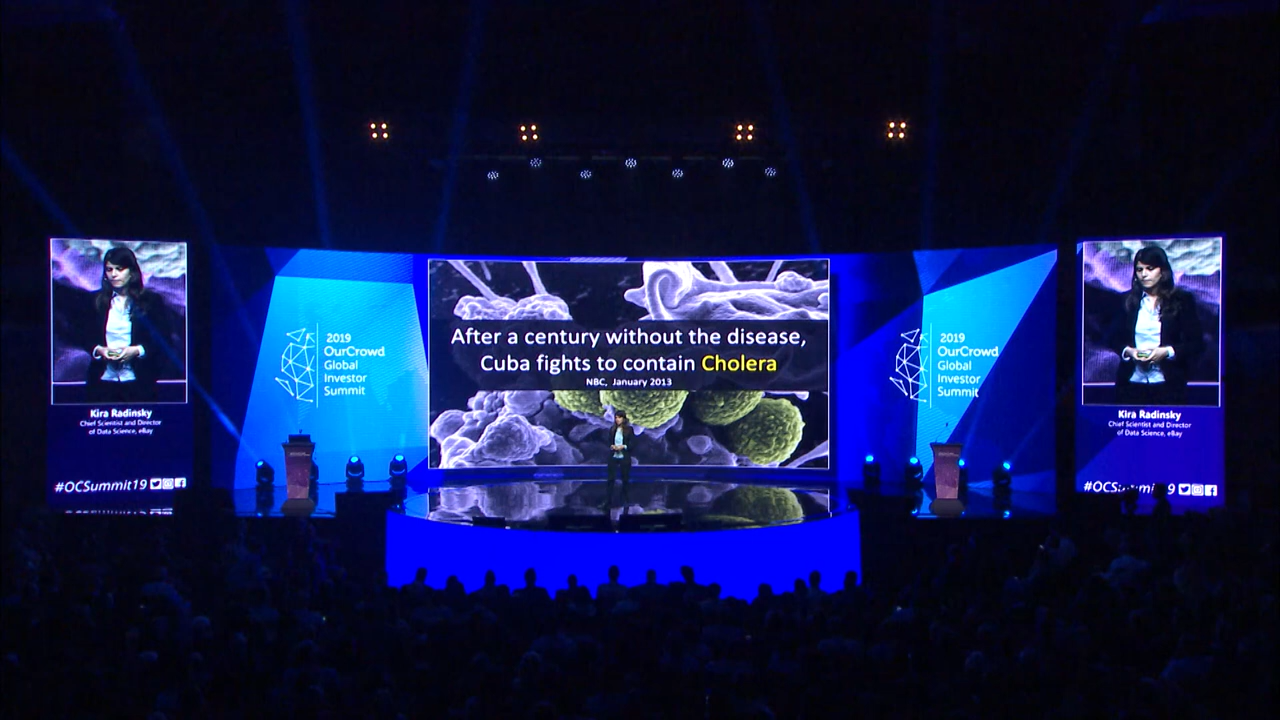 After a century without the disease,
Cuba fights to contain Cholera
NBC, January 2013
2019
OurCrowd
Global
Investor
Summit
2019
OurCrowd
Global
Investor
Summit
Kira Radinsky
Chief Scientist and Director
of Data Science, eBay
#OCSummit19
Kira Radinsky
Chief Scientist and Director
of Data Science, eBay
#OCSummit19